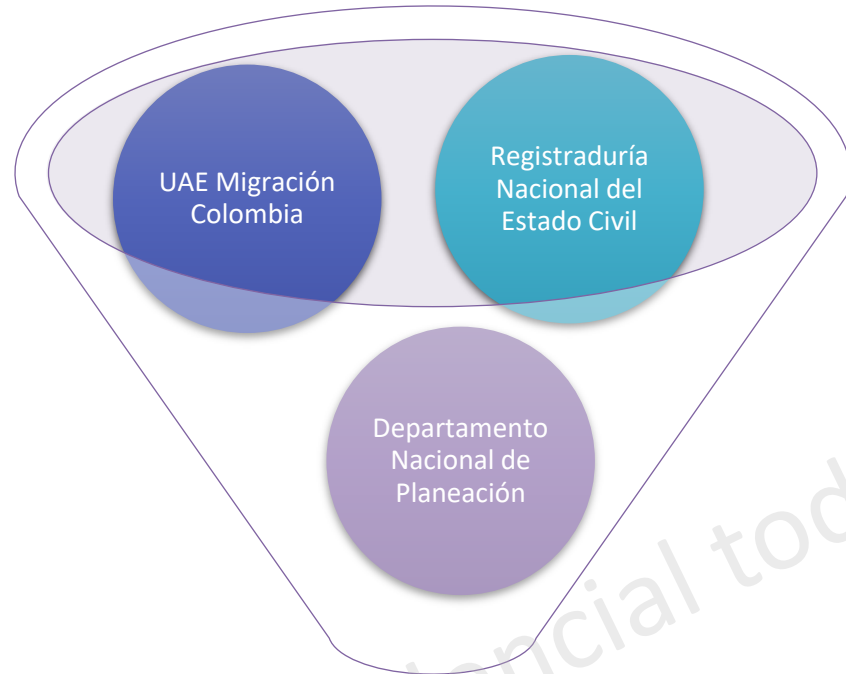 UAE Migración
Colombia
Registraduría
Nacional del
Estado Civil
Departamento
Nacional de
Planeación